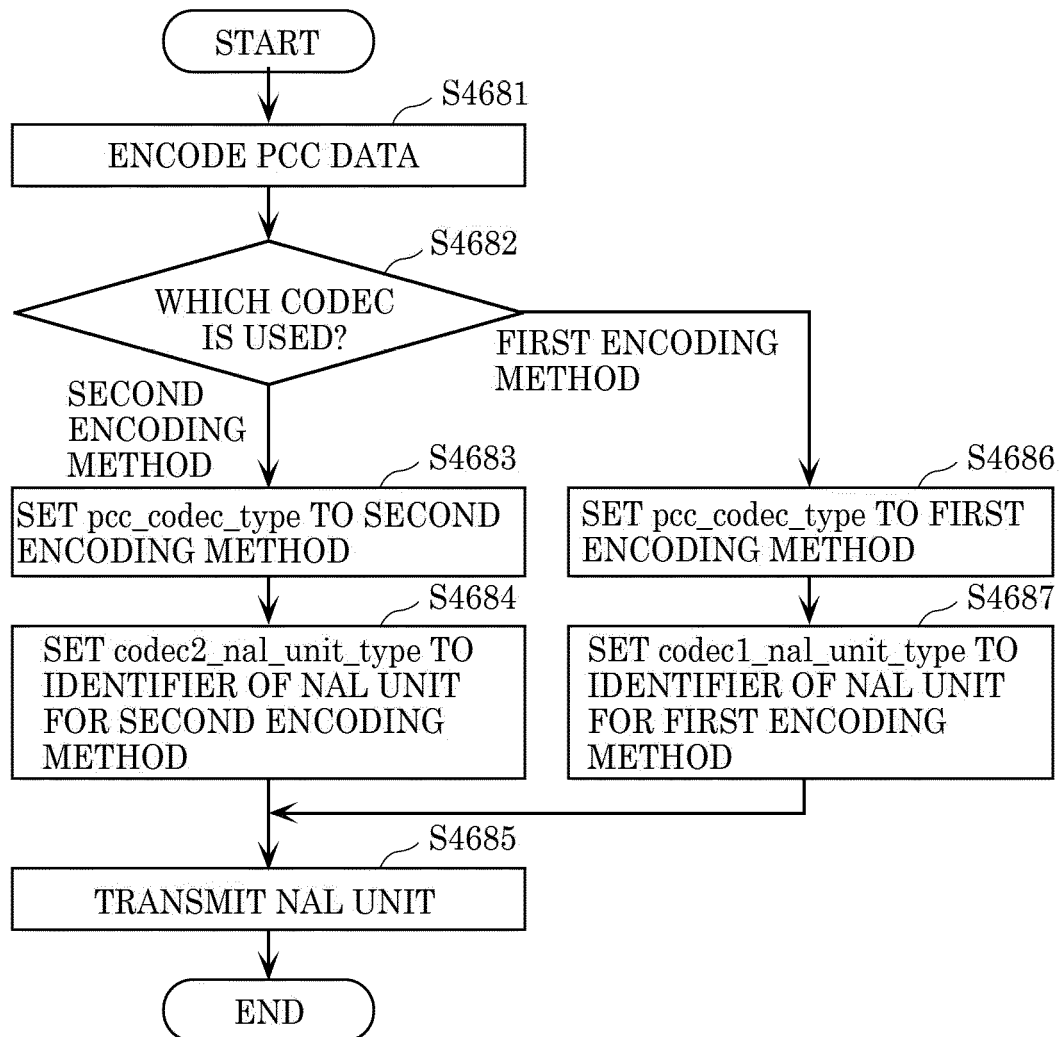 START
S4681
ENCODE PCC DATA
S4682
WHICH CODEC
IS USED?
FIRST ENCODING
METHOD
SECOND
ENCODING
METHOD
S4683
SET pcc_codec_type TO SECOND
ENCODING METHOD
S4686
SET pcc_codec_type TO FIRST
ENCODING METHOD
S4684
SET codec2_nal_unit_type TO
IDENTIFIER OF NAL UNIT
FOR SECOND ENCODING
METHOD
S4687
SET codec1_nal_unit_type TO
IDENTIFIER OF NAL UNIT
FOR FIRST ENCODING
METHOD
S4685
TRANSMIT NAL UNIT
END